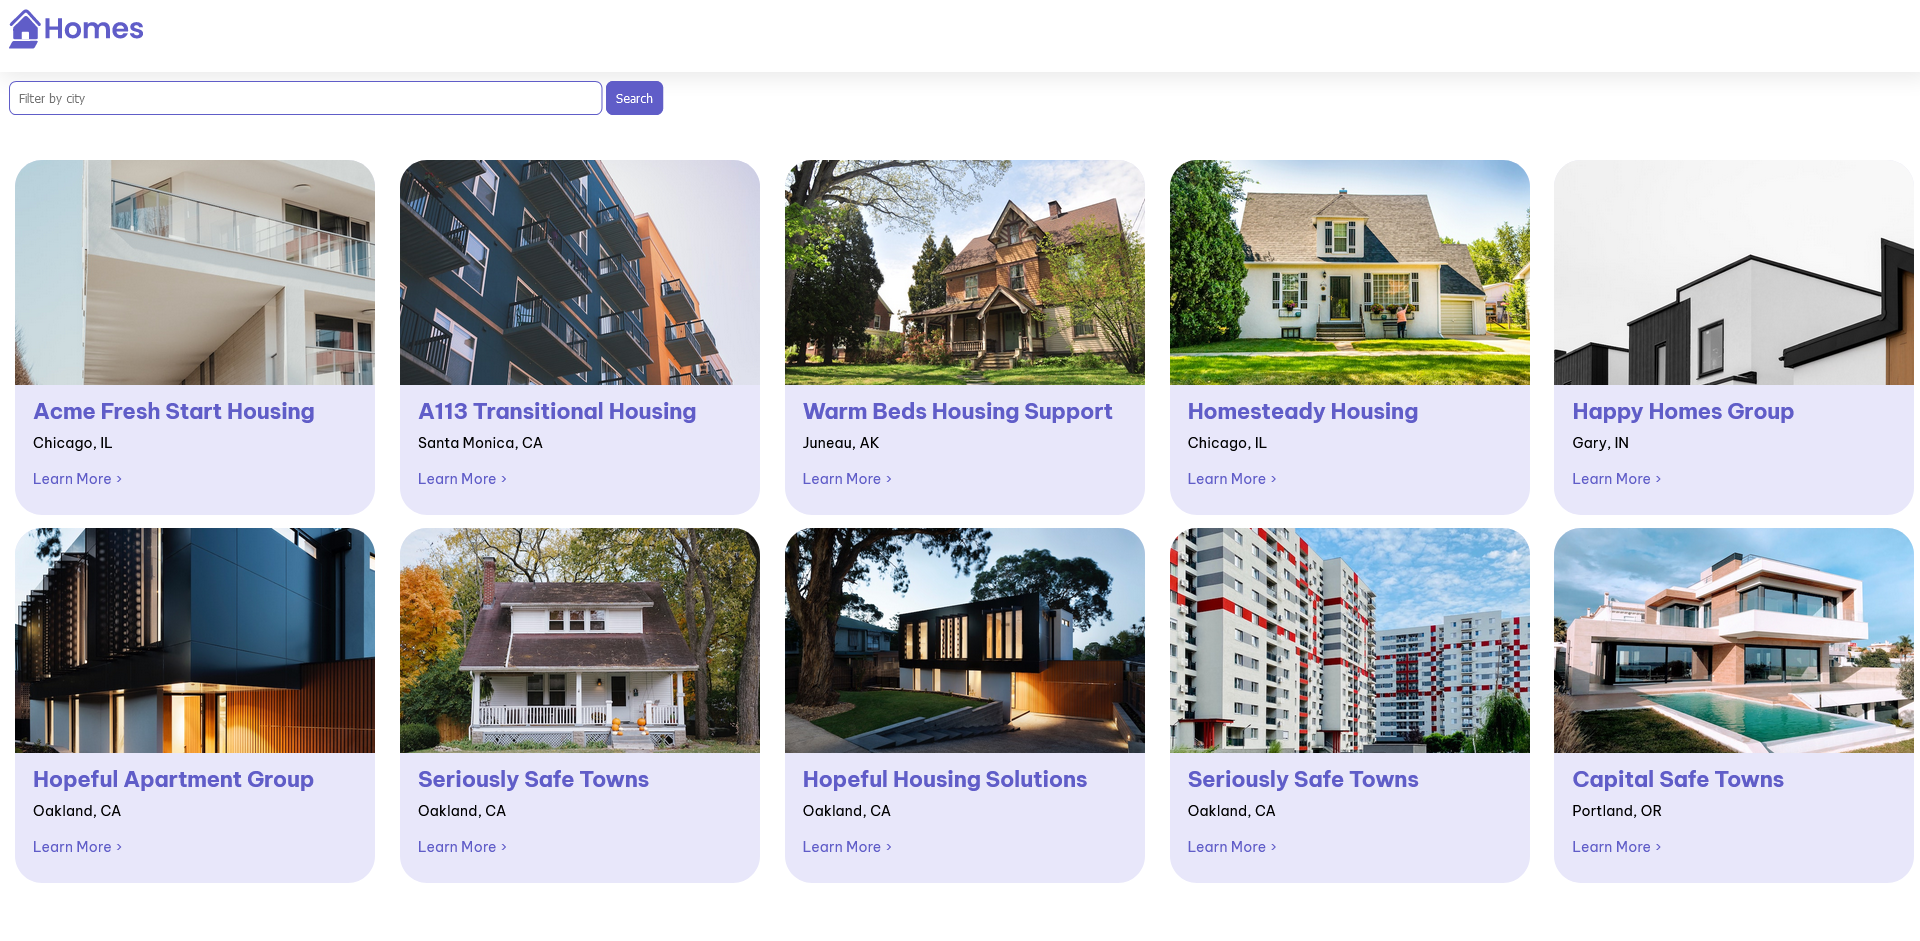 Homes
Filter by city
Search
Acme Fresh Start Housing
Chicago, IL
Learn More >
A113 Transitional Housing
Santa Monica, CA
Learn More >
Warm Beds Housing Support
Juneau, AK
Learn More >
Homesteady Housing
Chicago, IL
Learn More >
Happy Homes Group
Gary, IN
Learn More >
Hopeful Apartment Group
Oakland, CA
Learn More >
Seriously Safe Towns
Oakland, CA
Learn More >
Hopeful Housing Solutions
Oakland, CA
Learn More >
Seriously Safe Towns
Oakland, CA
Learn More >
Capital Safe Towns
Portland, OR
Learn More >